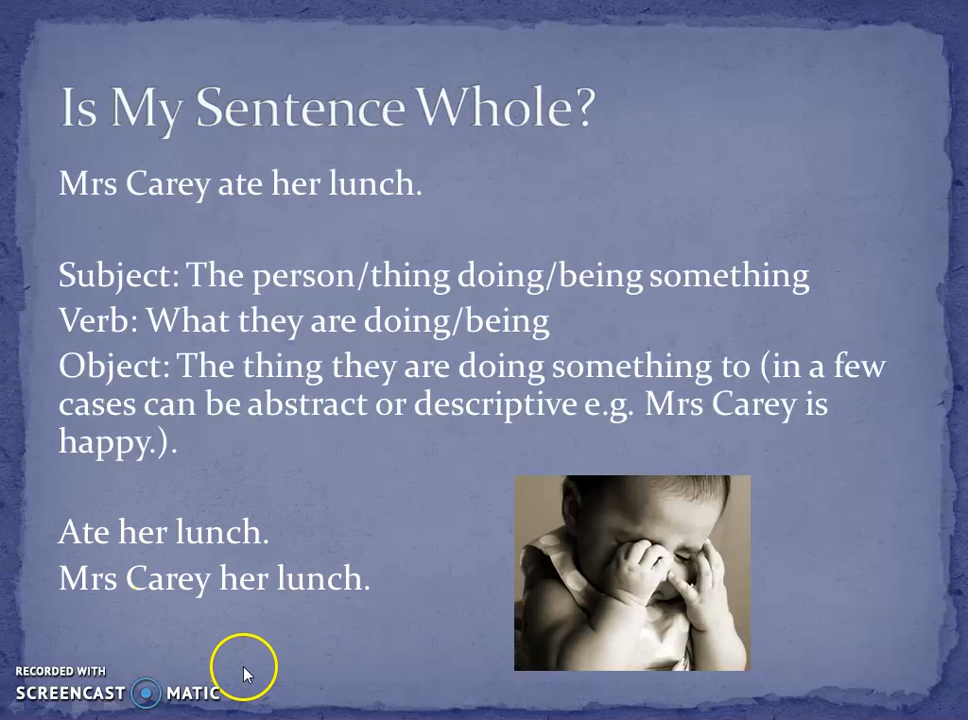 Is My Sentence Whole?
Mrs Carey ate her lunch.
Subject: The person/thing doing/being something
Verb: What they are doing/being
Object: The thing they are doing something to (in a few
cases can be abstract or descriptive e.g. Mrs Carey is
happy.).
Ate her lunch.
Mrs Carey her lunch.
RECORDED WITH
SCREENCAST MATIC